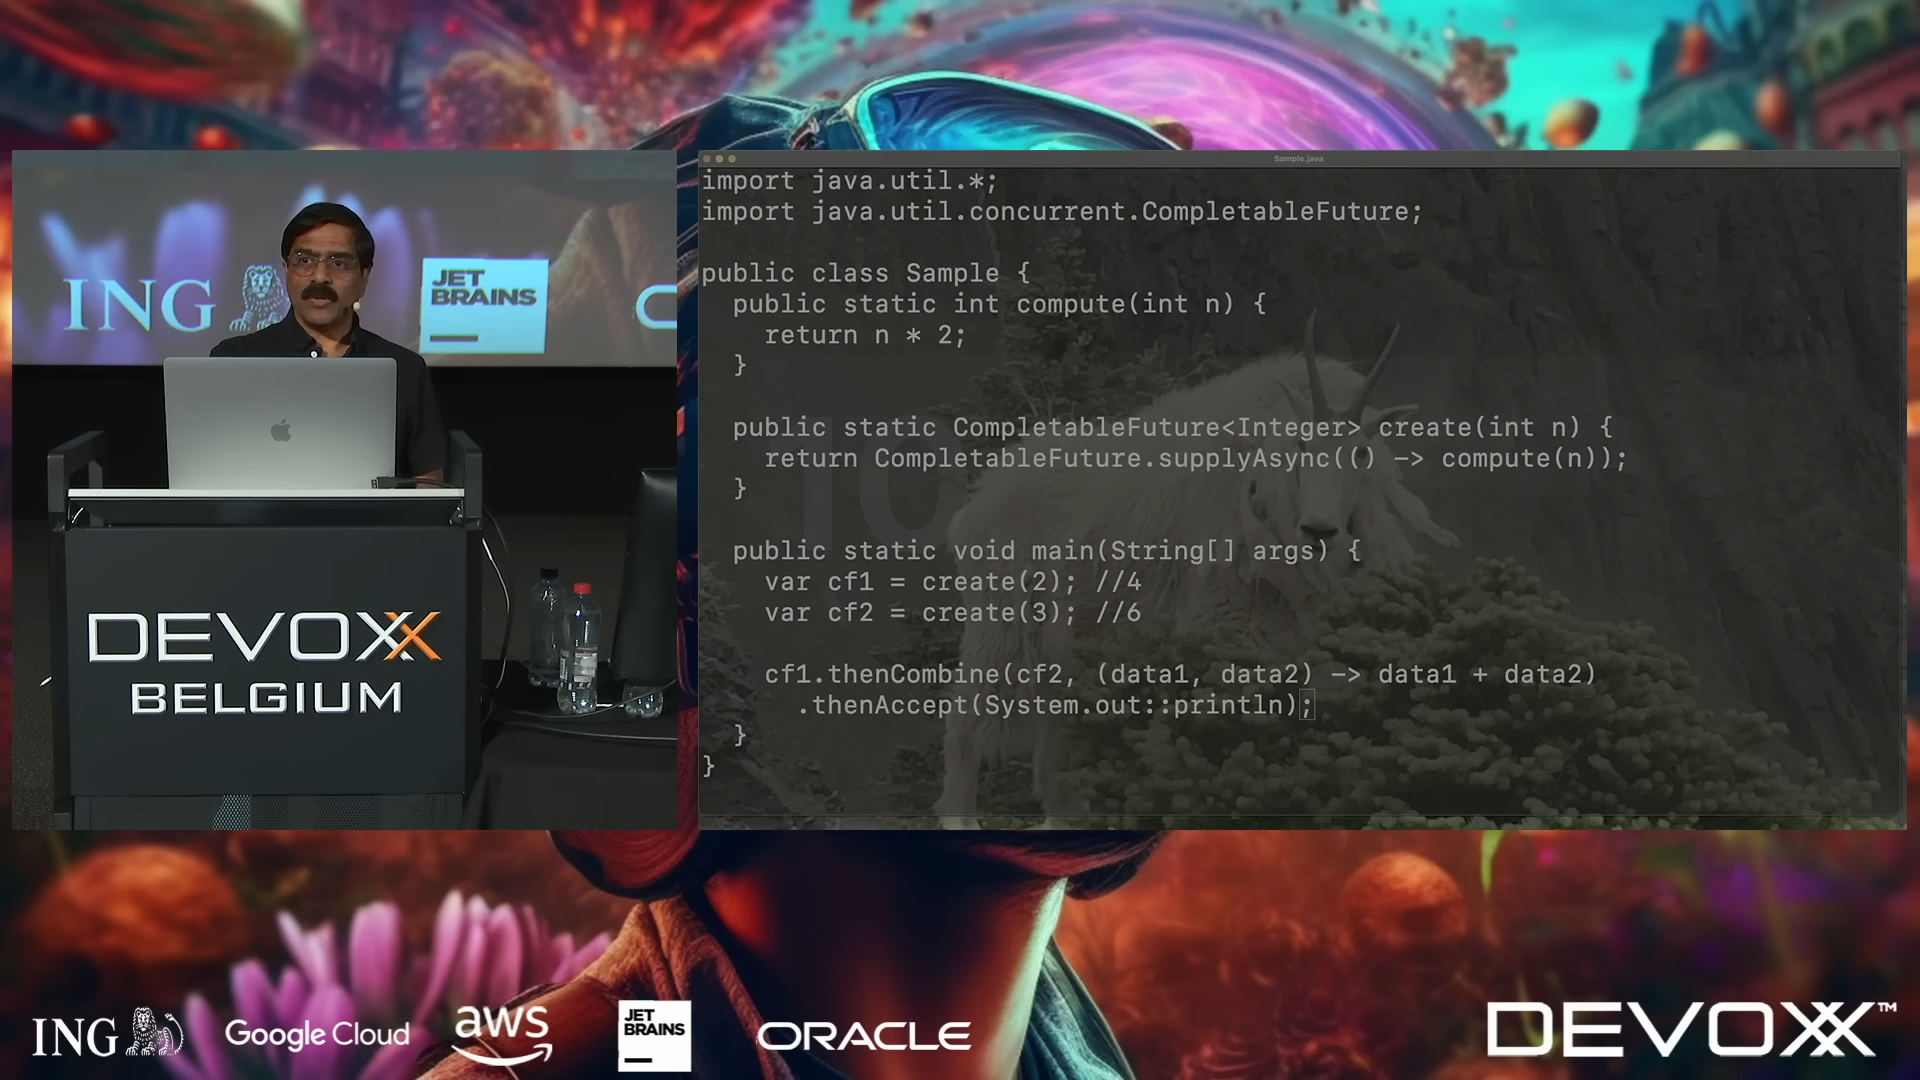 ING
JET
BRAINS
DEVOXX
BELGIUM
Sample.java
import java.util.*;
import java.util.concurrent.CompletableFuture;
public class Sample {
public static int compute(int n) {
return n * 2;
}
public static CompletableFuture<Integer> create(int n) {
return CompletableFuture.supplyAsync(() -> compute(n));
}
public static void main(String[] args) {
var cf1 = create(2); //4
var cf2 = create(3); //6
cf1.thenCombine(cf2, (data1, data2) -> data1 + data2)
.thenAccept(System.out::println);
}
}
ING
Google Cloud
aws
JET
BRAINS
ORACLE
DEVOXX™